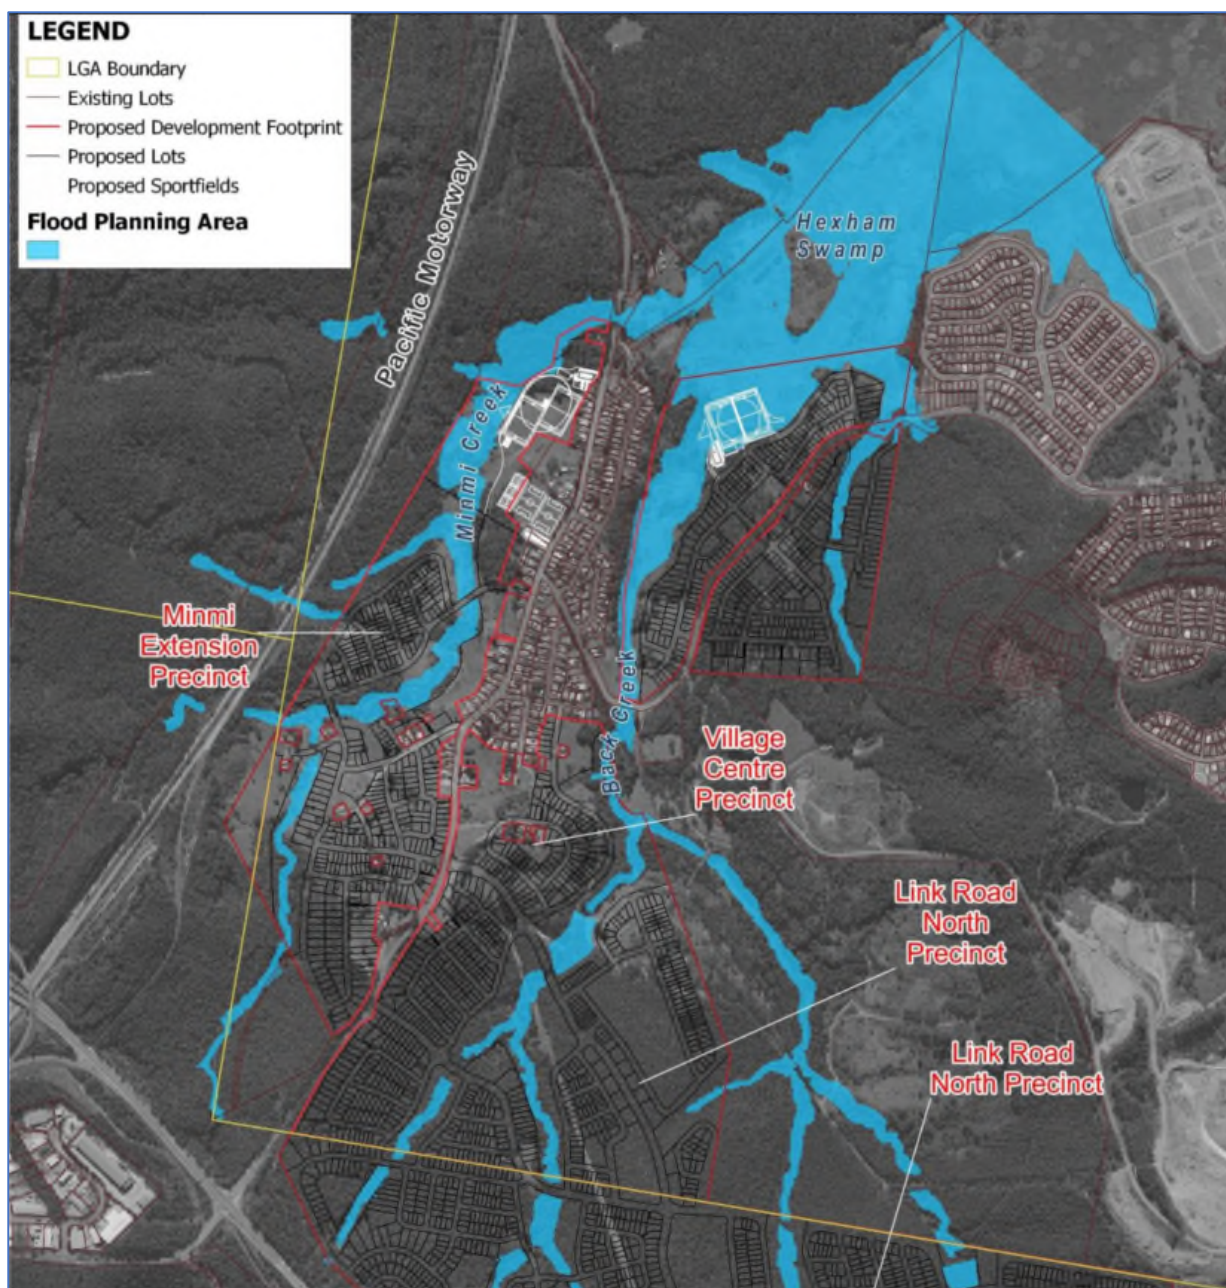 LEGEND
LGA Boundary
Existing Lots
Proposed Development Footprint
Proposed Lots
Proposed Sportfields
Flood Planning Area
Pacific Motorway
Hexham
Swamp
Minmi Creek
Minmi
Extension
Precinct
Back Creek
Village
Centre
Precinct
Link Road
North
Precinct
Link Road
North Precinct